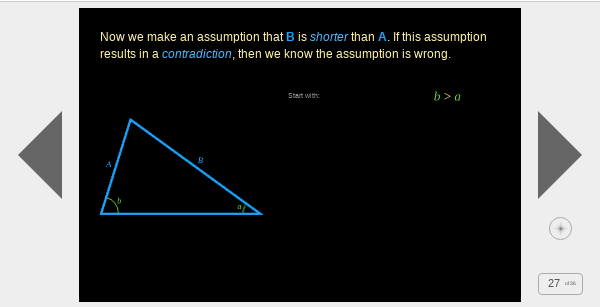 Now we make an assumption that B is shorter than A. If this assumption
results in a contradiction, then we know the assumption is wrong.
Start with:
b > a
A
B
b
a
27 of 36